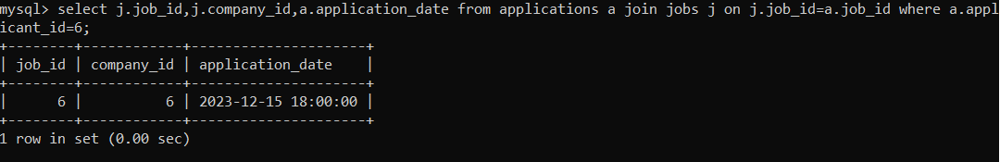 mysql> select j.job_id,j.company_id,a.application_date from applications a join jobs j on j.job_id=a.job_id where a.appl
icant_id=6;
+--------+------------+---------------------+
| job_id | company_id | application_date    |
+--------+------------+---------------------+
|      6 |          6 | 2023-12-15 18:00:00 |
+--------+------------+---------------------+
1 row in set (0.00 sec)